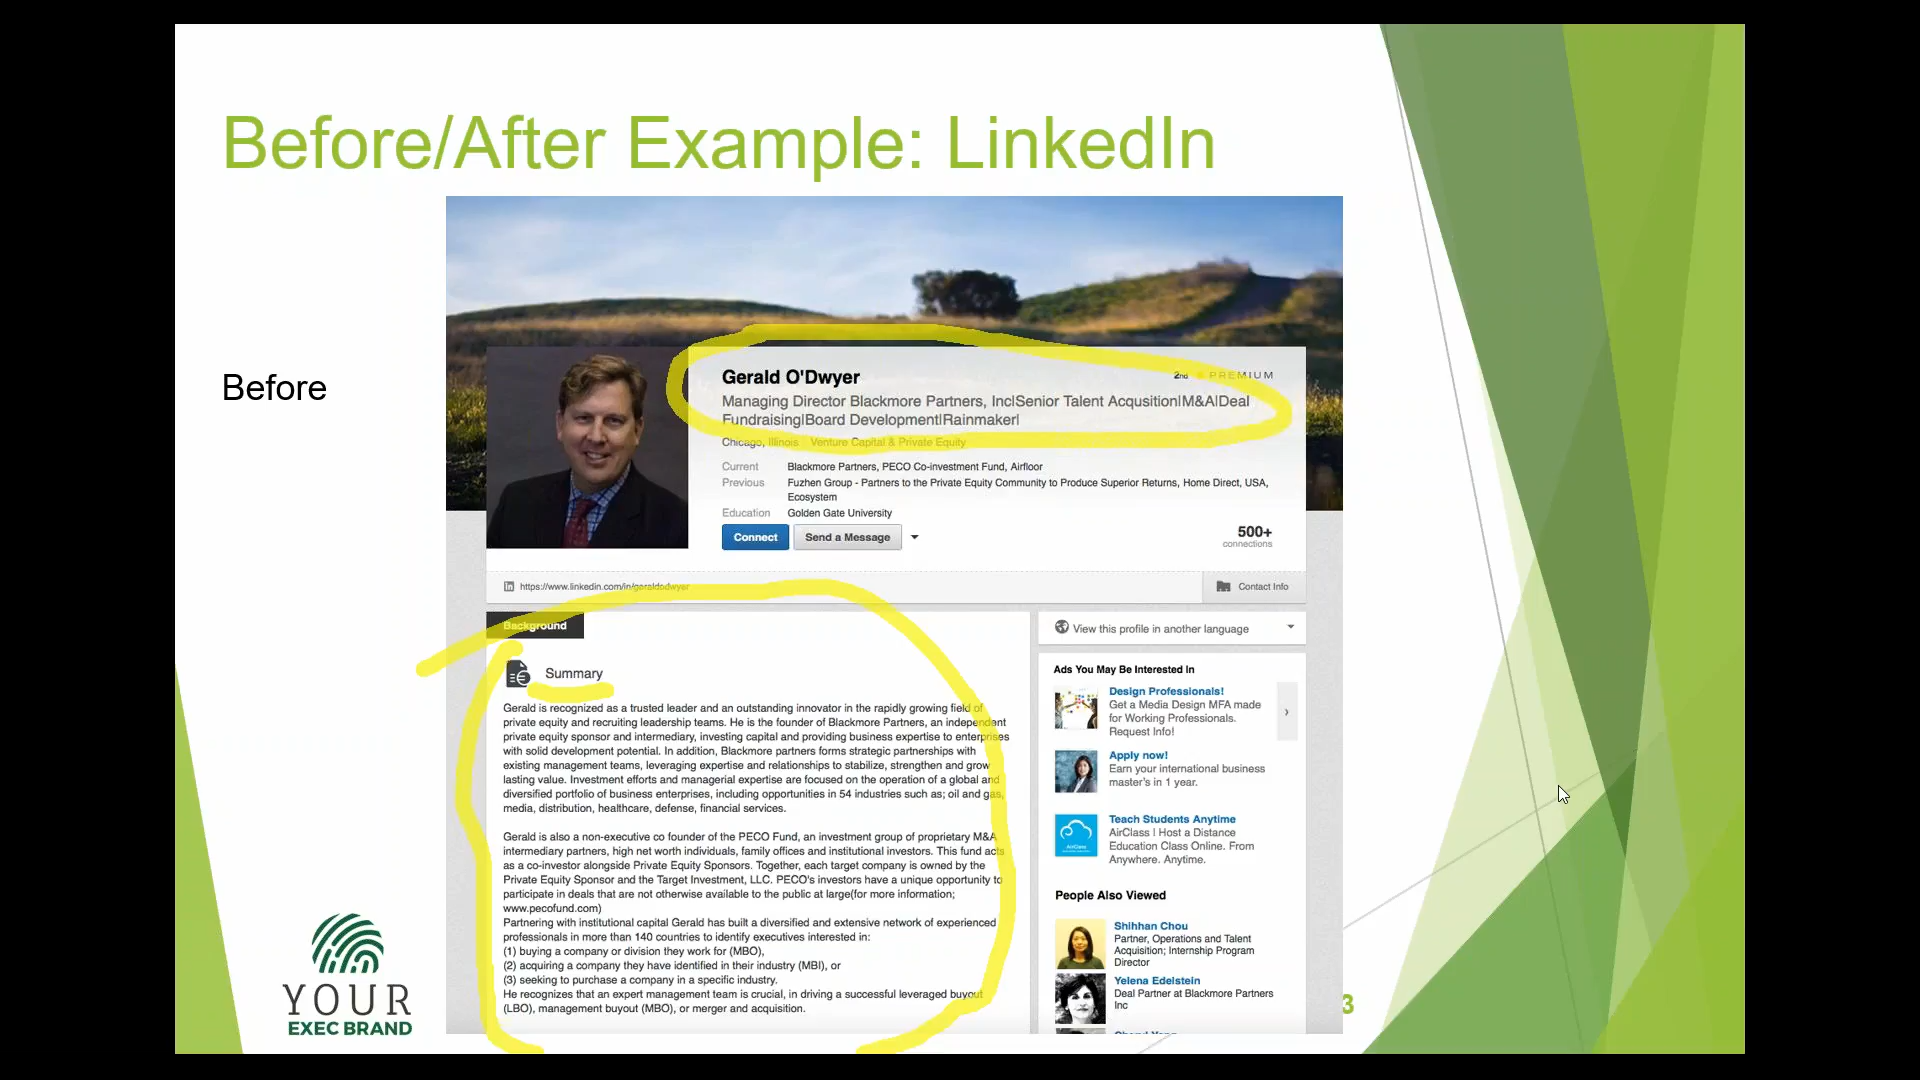 Before/After Example: LinkedIn
Before
Gerald O'Dwyer
2nd PREMIUM
Managing Director Blackmore Partners, Inc|Senior Talent Acqusition|M&A|Deal
Fundraising|Board Development|Rainmaker|
Chicago, Illinois Venture Capital & Private Equity
Current Blackmore Partners, PECO Co-investment Fund, Airfloor
Previous Fuzhen Group - Partners to the Private Equity Community to Produce Superior Returns, Home Direct, USA,
Ecosystem
Education Golden Gate University
Connect
Send a Message
500+
connections
https://www.linkedin.com/in/geraldodwyer
Contact Info
Background
Summary
Gerald is recognized as a trusted leader and an outstanding innovator in the rapidly growing field of
private equity and recruiting leadership teams. He is the founder of Blackmore Partners, an independent
private equity sponsor and intermediary, investing capital and providing business expertise to enterprises
with solid development potential. In addition, Blackmore partners forms strategic partnerships with
existing management teams, leveraging expertise and relationships to stabilize, strengthen and grow
lasting value. Investment efforts and managerial expertise are focused on the operation of a global and
diversified portfolio of business enterprises, including opportunities in 54 industries such as; oil and gas,
media, distribution, healthcare, defense, financial services.
Gerald is also a non-executive co founder of the PECO Fund, an investment group of proprietary M&A
intermediary partners, high net worth individuals, family offices and institutional investors. This fund acts
as a co-investor alongside Private Equity Sponsors. Together, each target company is owned by the
Private Equity Sponsor and the Target Investment, LLC. PECO's investors have a unique opportunity to
participate in deals that are not otherwise available to the public at large(for more information;
www.pecofund.com)
Partnering with institutional capital Gerald has built a diversified and extensive network of experienced
professionals in more than 140 countries to identify executives interested in:
(1) buying a company or division they work for (MBO),
(2) acquiring a company they have identified in their industry (MBI), or
(3) seeking to purchase a company in a specific industry.
He recognizes that an expert management team is crucial, in driving a successful leveraged buyout
(LBO), management buyout (MBO), or merger and acquisition.
View this profile in another language
Ads You May Be Interested In
Design Professionals!
Get a Media Design MFA made
for Working Professionals.
Request Info!
Apply now!
Earn your international business
master's in 1 year.
Teach Students Anytime
AirClass | Host a Distance
Education Class Online. From
Anywhere. Anytime.
AirClass
People Also Viewed
Shihhan Chou
Partner, Operations and Talent
Acquisition; Internship Program
Director
Yelena Edelstein
Deal Partner at Blackmore Partners
Inc
3
YOUR
EXEC BRAND